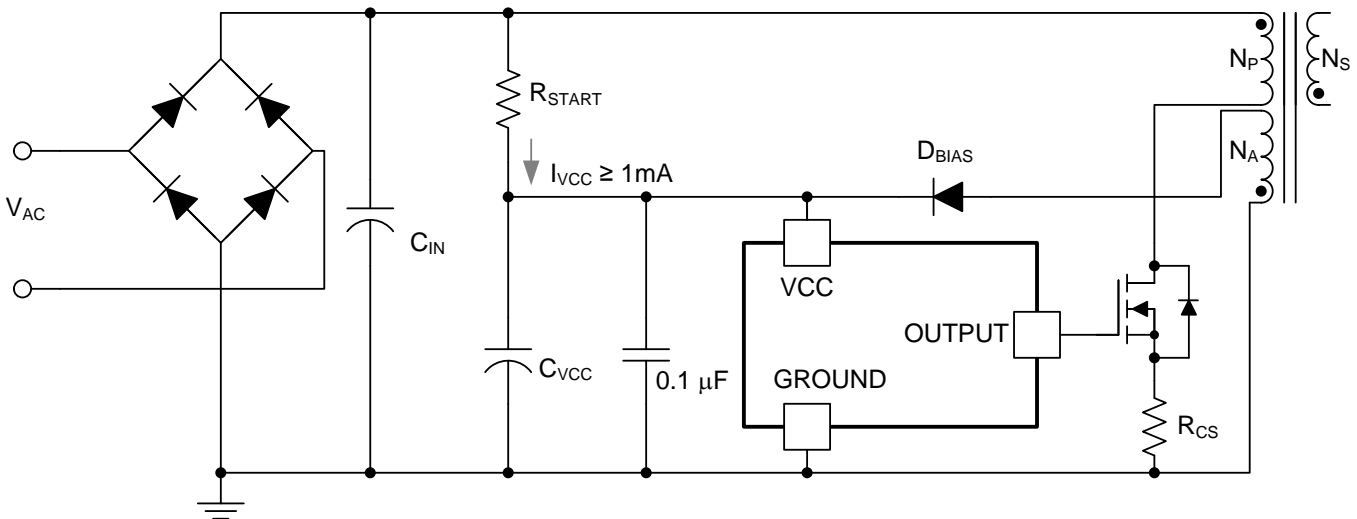 N_P
N_S
R_START
D_BIAS
N_A
I_VCC ≥ 1mA
V_AC
C_IN
VCC
OUTPUT
C_VCC
0.1 μF
GROUND
R_CS